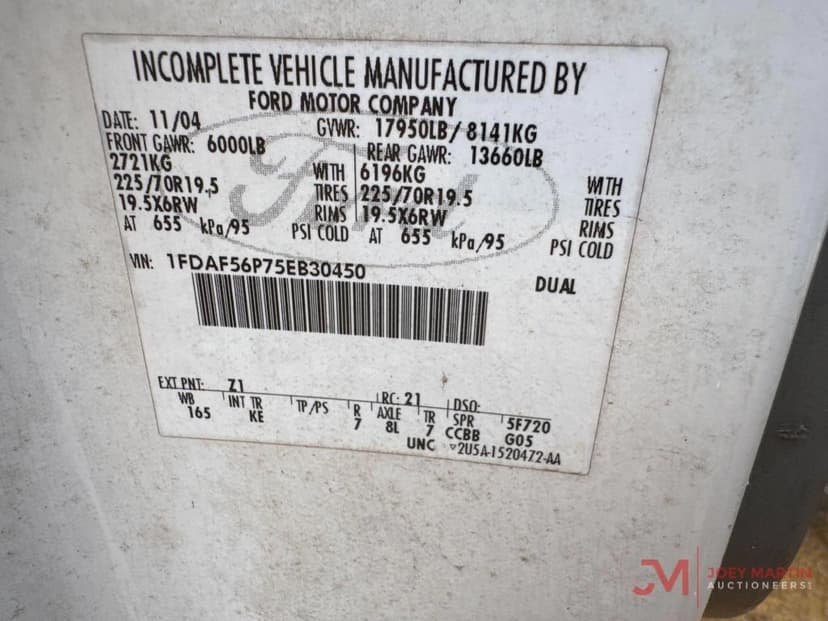 INCOMPLETE VEHICLE MANUFACTURED BY
FORD MOTOR COMPANY
DATE: 11/04 GVWR: 17950LB / 8141KG
FRONT GAWR: 6000LB REAR GAWR: 13660LB
2721KG WITH 6196KG WITH
225/70R19.5 TIRES 225/70R19.5 TIRES
19.5X6RW RIMS 19.5X6RW RIMS
AT 655 kPa/95 PSI COLD AT 655 kPa/95 PSI COLD
VIN: 1FDAF56P75EB30450 DUAL
Ford
EXT PNT: Z1 RC: 21 DSO:
WB INT TR TP/PS R AXLE TR SPR 5F720
165 KE 7 8L 7 CCBB G05
UNC ▽2U5A-1520472-AA
JM JOEY MARTIN
AUCTIONEERS